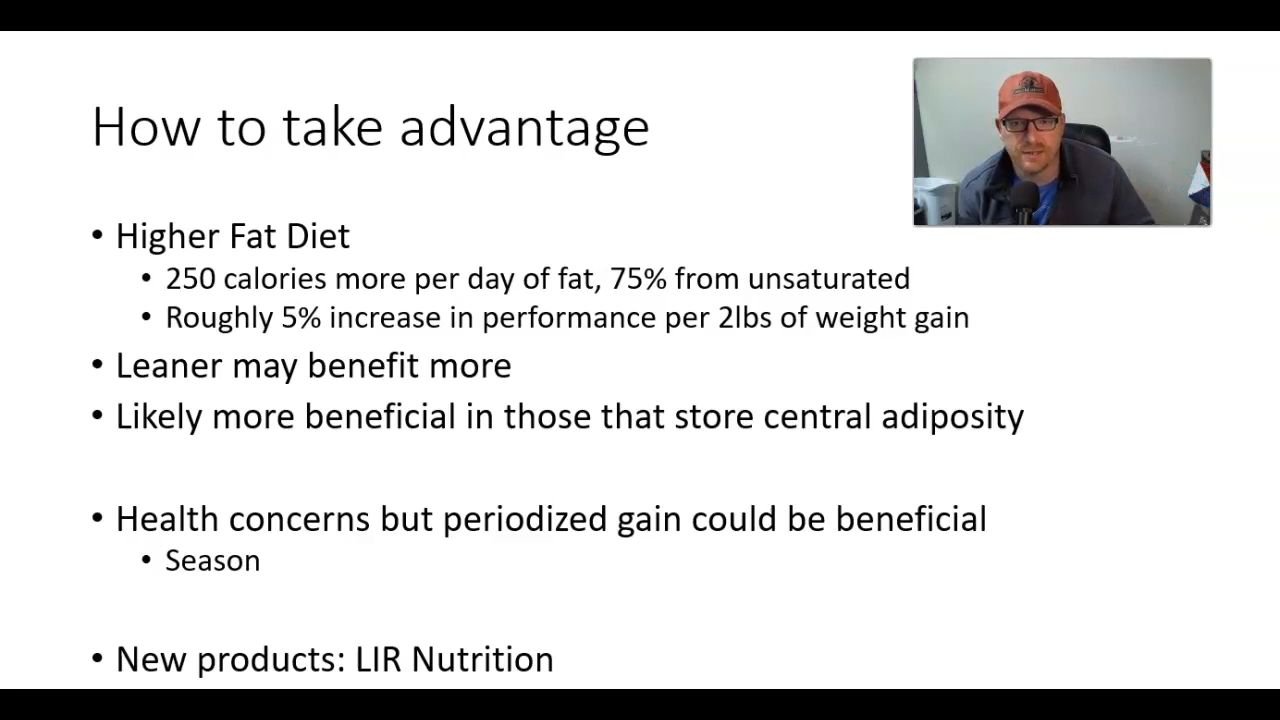 How to take advantage
• Higher Fat Diet
• 250 calories more per day of fat, 75% from unsaturated
• Roughly 5% increase in performance per 2lbs of weight gain
• Leaner may benefit more
• Likely more beneficial in those that store central adiposity
• Health concerns but periodized gain could be beneficial
• Season
• New products: LIR Nutrition